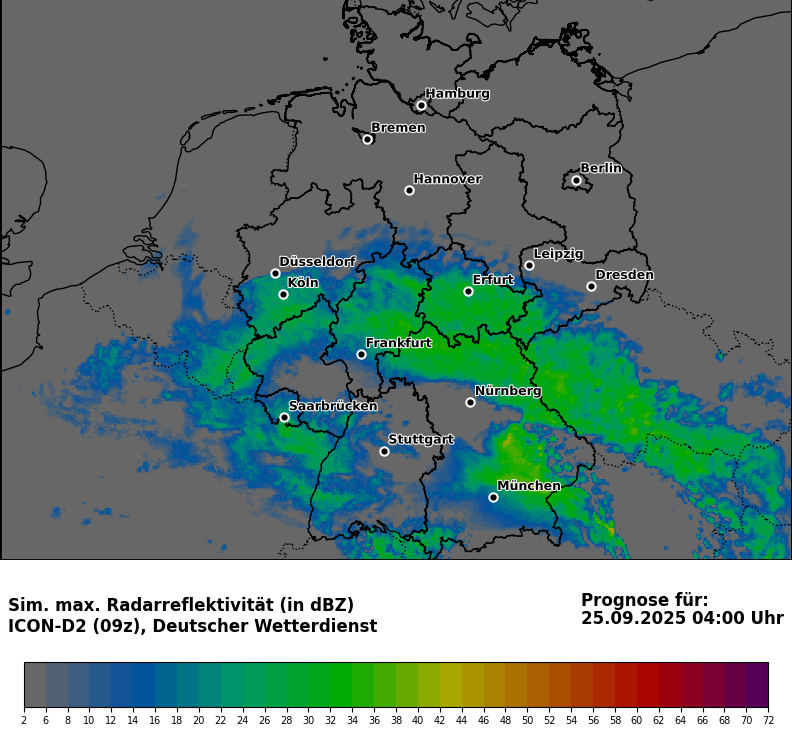 Hamburg
Bremen
Berlin
Hannover
Leipzig
Düsseldorf
Dresden
Köln
Erfurt
Frankfurt
Nürnberg
Saarbrücken
Stuttgart
München
Sim. max. Radarreflektivität (in dBZ)
ICON-D2 (09z), Deutscher Wetterdienst
Prognose für:
25.09.2025 04:00 Uhr
2 6 8 10 12 14 16 18 20 22 24 26 28 30 32 34 36 38 40 42 44 46 48 50 52 54 56 58 60 62 64 66 68 70 72